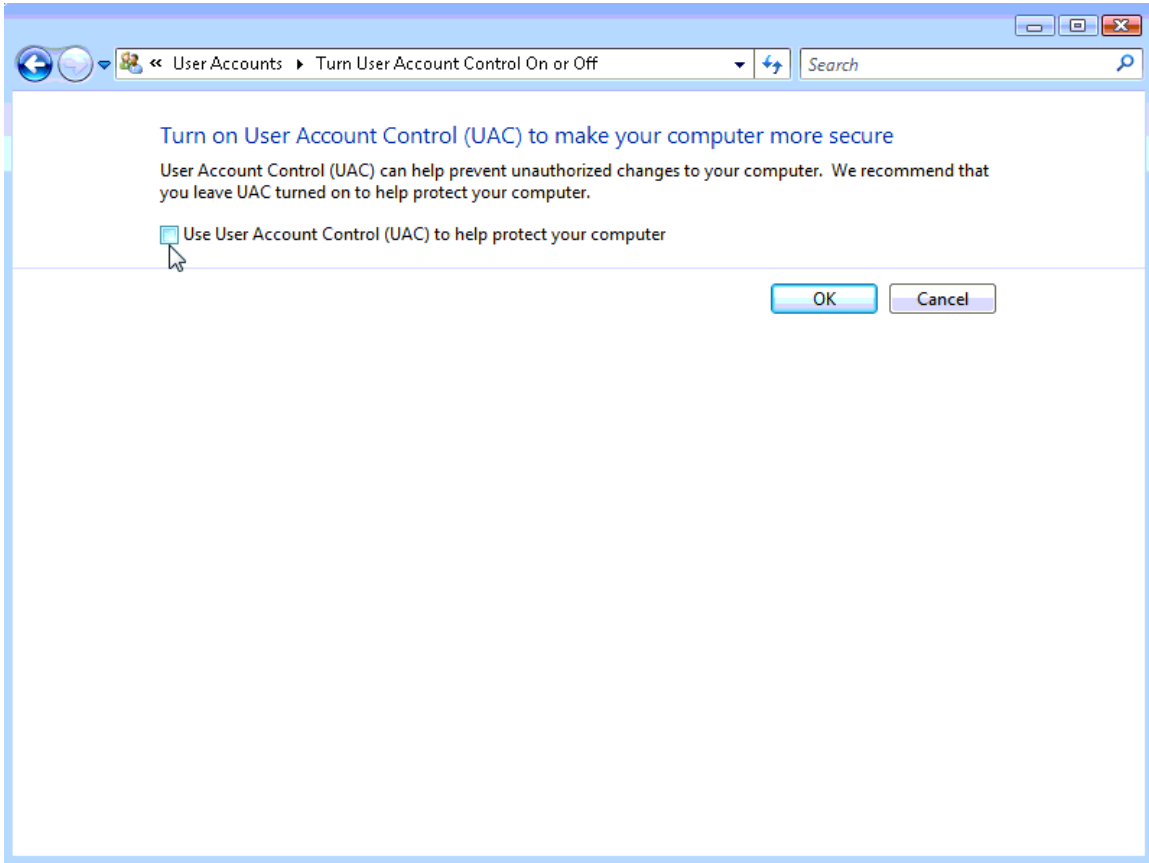 « User Accounts ▸ Turn User Account Control On or Off
Search
Turn on User Account Control (UAC) to make your computer more secure
User Account Control (UAC) can help prevent unauthorized changes to your computer. We recommend that
you leave UAC turned on to help protect your computer.
Use User Account Control (UAC) to help protect your computer
OK Cancel